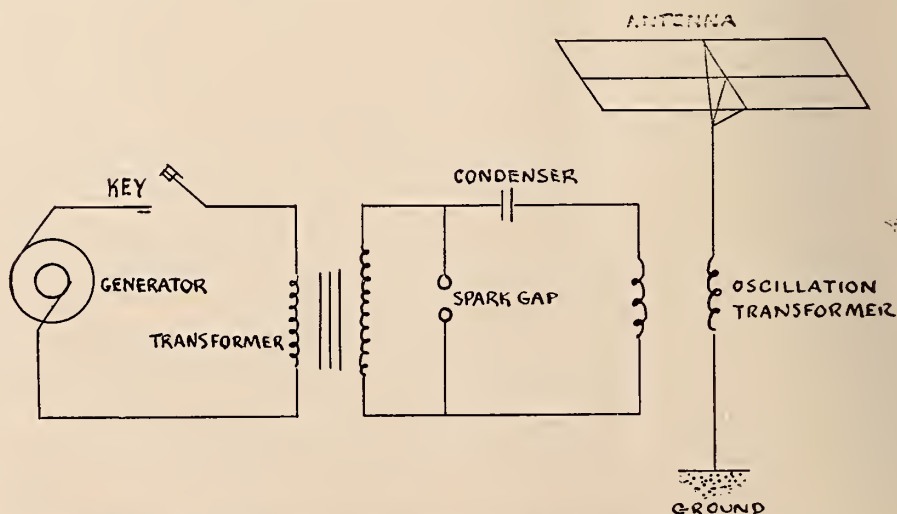 ANTENNA
KEY
CONDENSER
GENERATOR
SPARK GAP
OSCILLATION
TRANSFORMER
TRANSFORMER
GROUND